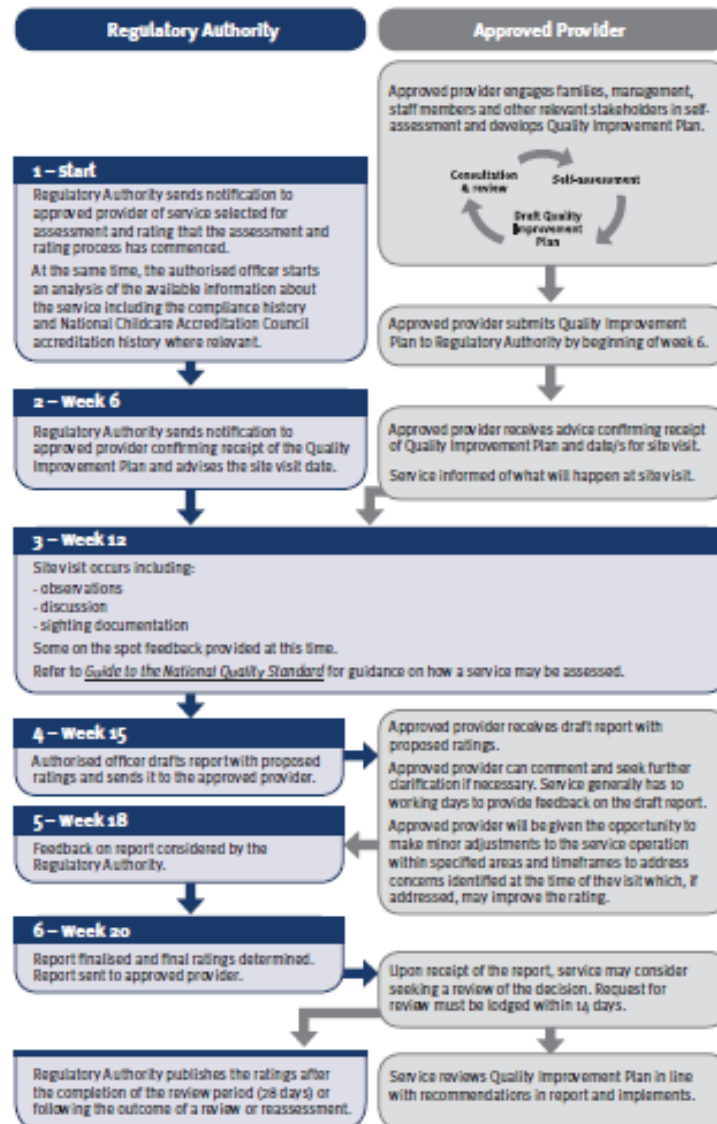 Regulatory Authority
Approved Provider
Approved provider engages families, management,
staff members and other relevant stakeholders in self-
assessment and develops Quality Improvement Plan.
Consultation
& review
Self-assessment
Draft Quality
Improvement
Plan
1 – Start
Regulatory Authority sends notification to
approved provider of service selected for
assessment and rating that the assessment and
rating process has commenced.
At the same time, the authorised officer starts
an analysis of the available information about
the service including the compliance history
and National Childcare Accreditation Council
accreditation history where relevant.
Approved provider submits Quality Improvement
Plan to Regulatory Authority by beginning of week 6.
2 – Week 6
Regulatory Authority sends notification to
approved provider confirming receipt of the Quality
Improvement Plan and advises the site visit date.
Approved provider receives advice confirming receipt
of Quality Improvement Plan and date/s for site visit.
Service informed of what will happen at site visit.
3 – Week 12
Site visit occurs including:
- observations
- discussion
- sighting documentation
Some on the spot feedback provided at this time.
Refer to Guide to the National Quality Standard for guidance on how a service may be assessed.
4 – Week 15
Authorised officer drafts report with proposed
ratings and sends it to the approved provider.
Approved provider receives draft report with
proposed ratings.
Approved provider can comment and seek further
clarification if necessary. Service generally has 10
working days to provide feedback on the draft report.
Approved provider will be given the opportunity to
make minor adjustments to the service operation
within specified areas and timeframes to address
concerns identified at the time of the visit which, if
addressed, may improve the rating.
5 – Week 18
Feedback on report considered by the
Regulatory Authority.
6 – Week 20
Report finalised and final ratings determined.
Report sent to approved provider.
Upon receipt of the report, service may consider
seeking a review of the decision. Request for
review must be lodged within 14 days.
Regulatory Authority publishes the ratings after
the completion of the review period (28 days) or
following the outcome of a review or reassessment.
Service reviews Quality Improvement Plan in line
with recommendations in report and implements.